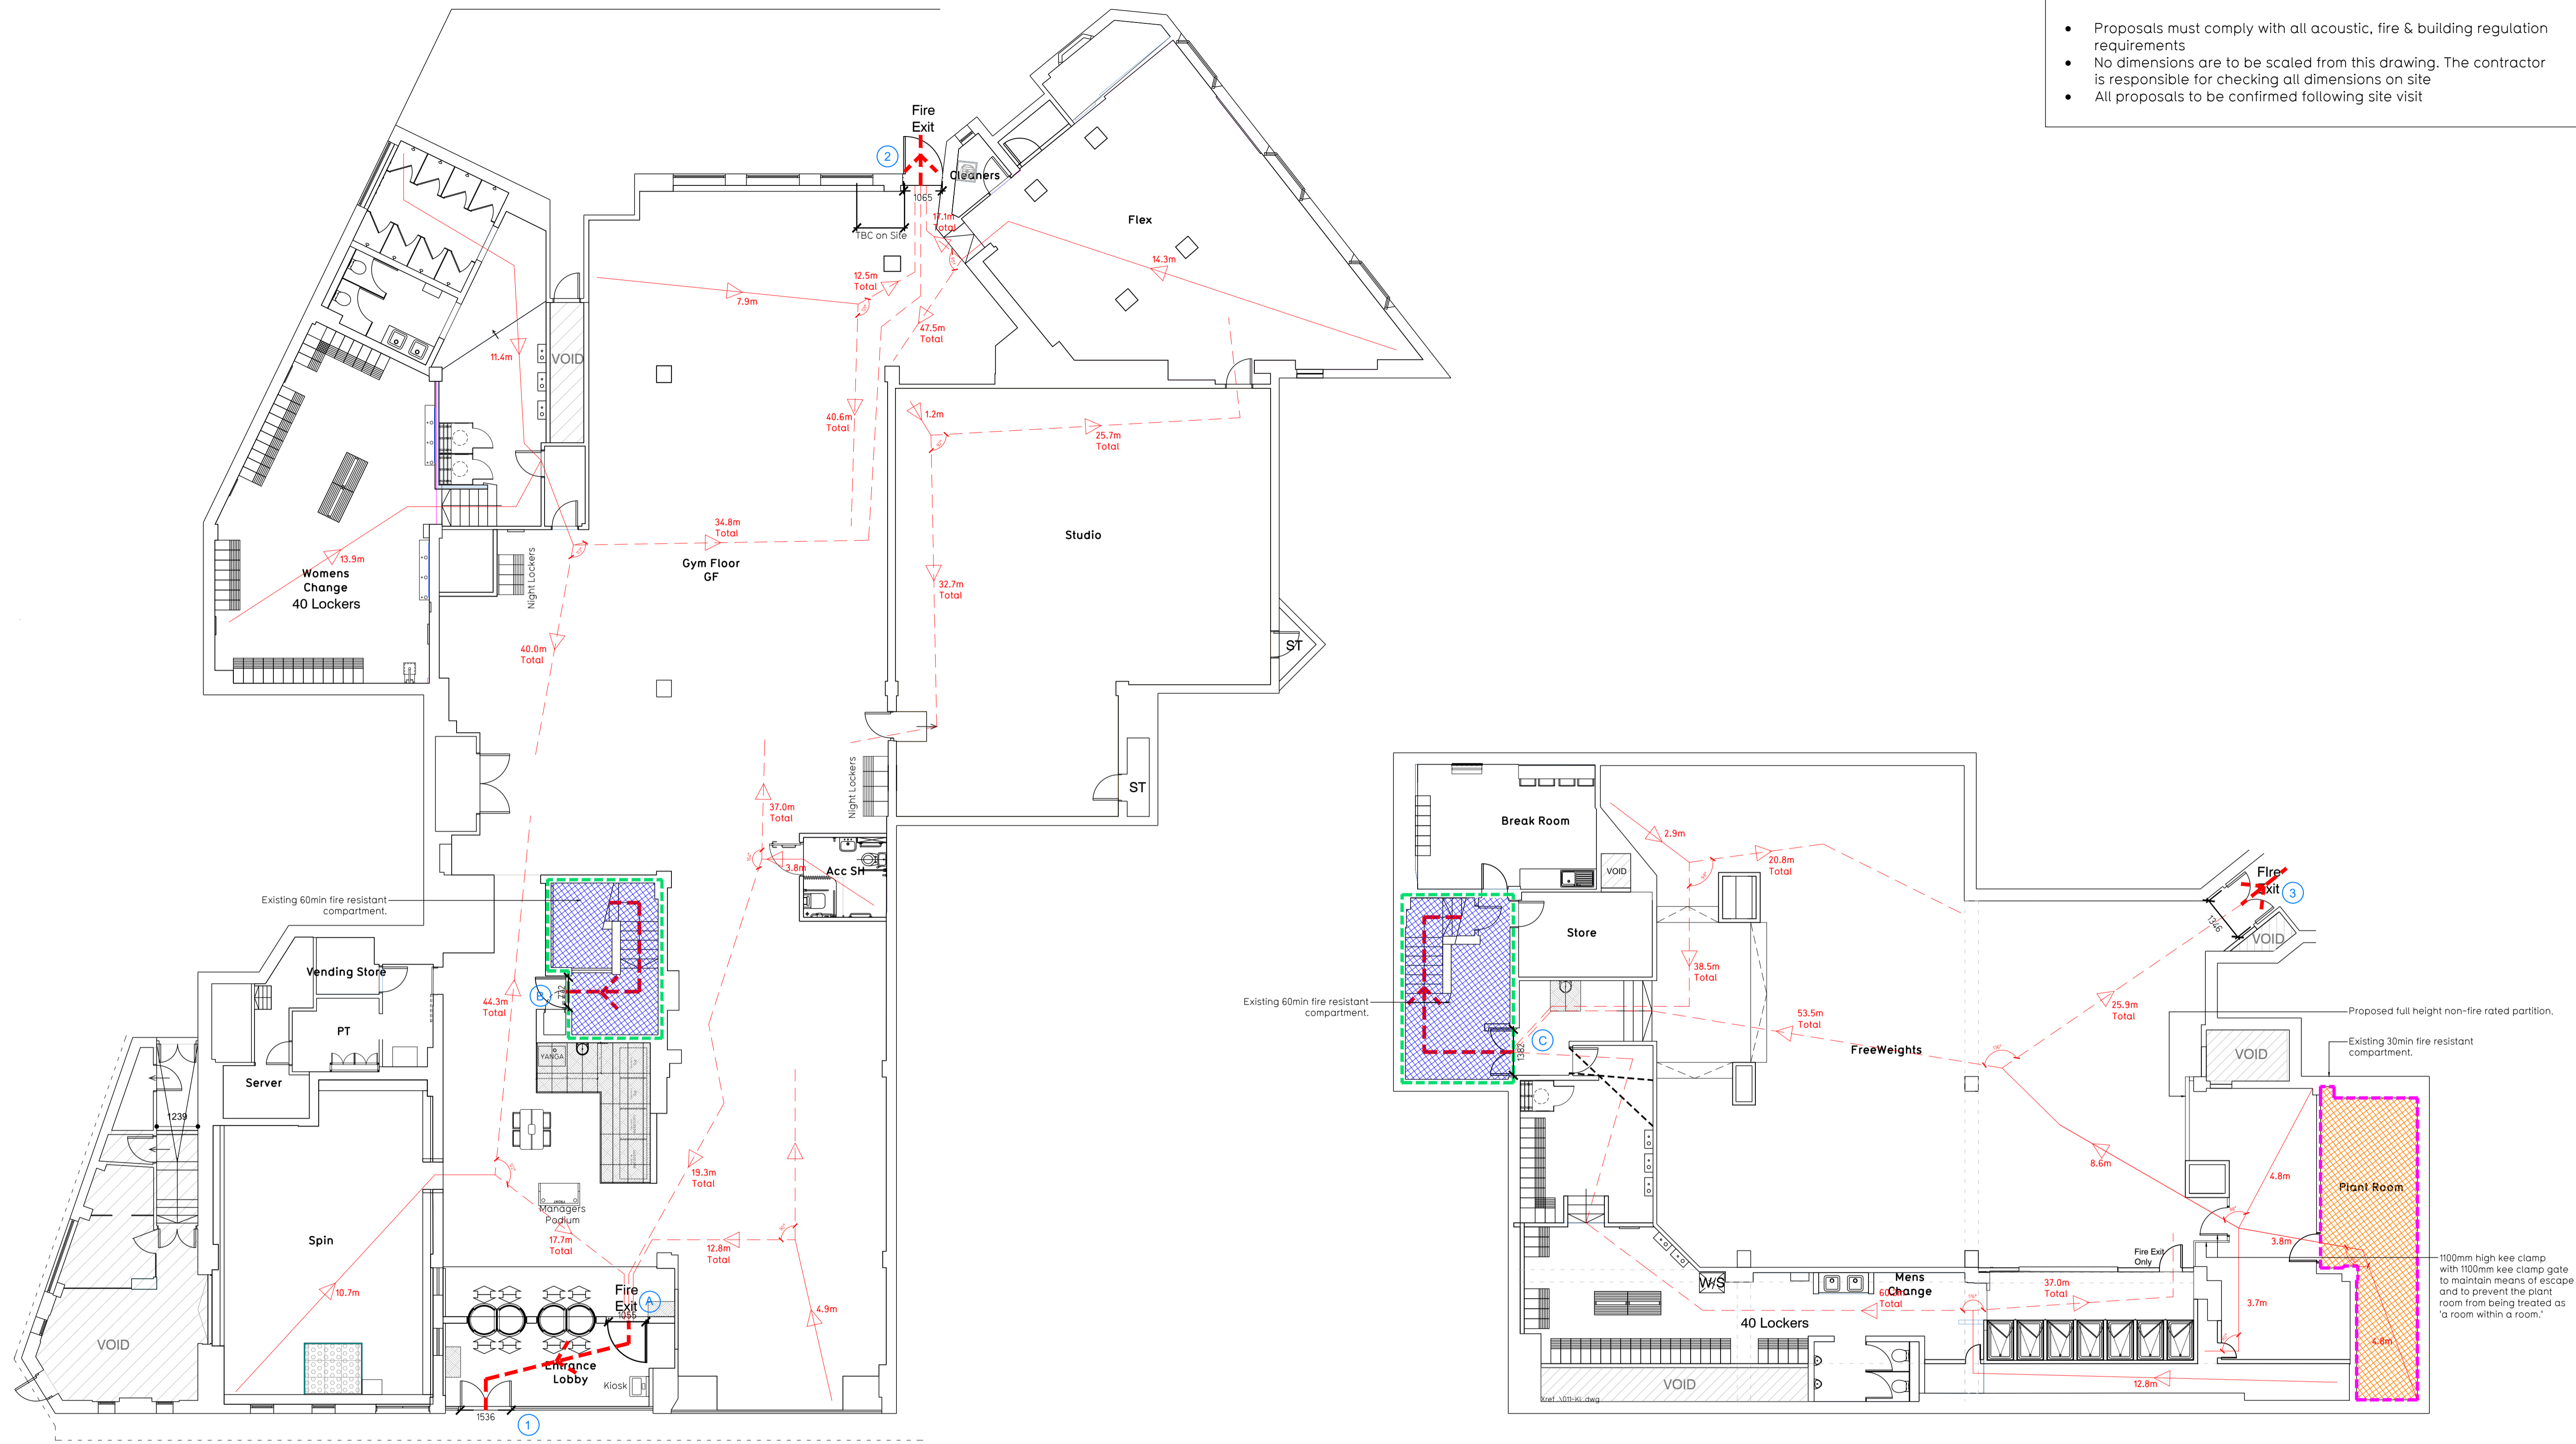 Proposals must comply with all acoustic, fire & building regulation
requirements
No dimensions are to be scaled from this drawing. The contractor
is responsible for checking all dimensions on site
All proposals to be confirmed following site visit
Fire
Exit
2
Cleaners
1065
17.1m
Total
TBC on Site
Flex
14.3m
12.5m
Total
7.9m
47.5m
Total
11.4m
VOID
40.6m
Total
1.2m
25.7m
Total
34.8m
Total
Studio
Gym Floor
GF
13.9m
Womens
Change
40 Lockers
Night Lockers
32.7m
Total
40.0m
Total
ST
Night Lockers
ST
37.0m
Total
3.8m
Acc SH
Existing 60min fire resistant
compartment.
Vending Store
44.3m
Total
B
PT
YANGA
Server
1239
19.3m
Total
Managers
Podium
17.7m
Total
12.8m
Total
Spin
10.7m
Fire
Exit
A
1055
4.9m
VOID
Entrance
Lobby
Kiosk
1536
1
Break Room
2.9m
20.8m
Total
VOID
Fire
Exit
3
1346
VOID
Store
38.5m
Total
Existing 60min fire resistant
compartment.
C
1382
53.5m
Total
25.9m
Total
FreeWeights
Proposed full height non-fire rated partition.
Existing 30min fire resistant
compartment.
VOID
8.6m
4.8m
Plant Room
3.8m
Fire Exit
Only
1100mm high kee clamp
with 1100mm kee clamp gate
to maintain means of escape
and to prevent the plant
room from being treated as
'a room within a room.'
W/S
Mens
Change
Total
37.0m
Total
3.7m
40 Lockers
4.8m
VOID
12.8m
Xref .\011-KL.dwg